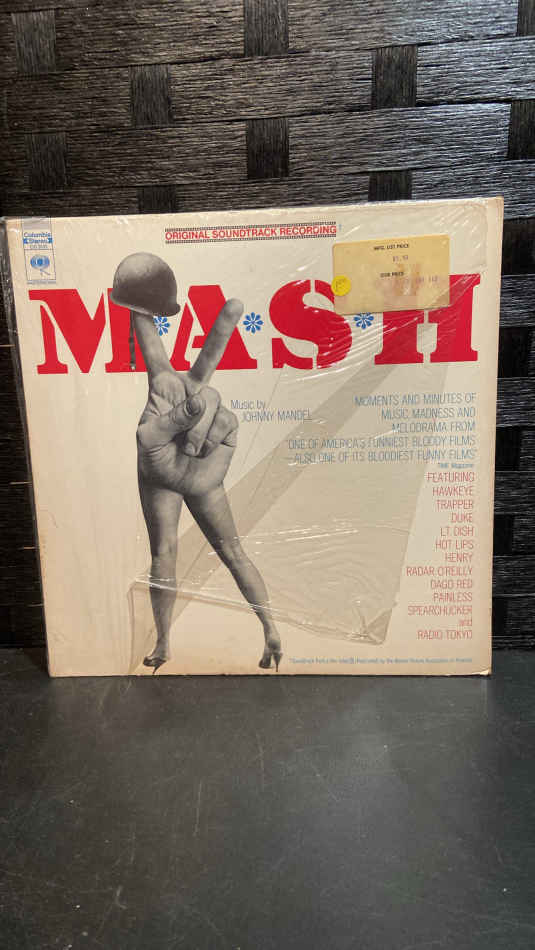 Columbia
Stereo
ORIGINAL SOUNDTRACK RECORDING
MFG. LIST PRICE
OUR PRICE
M*A*S*H
Music by
JOHNNY MANDEL
MOMENTS AND MINUTES OF
MUSIC, MADNESS AND
MELODRAMA FROM
"ONE OF AMERICA'S FUNNIEST BLOODY FILMS
—ALSO ONE OF ITS BLOODIEST FUNNY FILMS"
TIME Magazine
FEATURING
HAWKEYE
TRAPPER
DUKE
LT. DISH
HOT LIPS
HENRY
RADAR O'REILLY
DAGO RED
PAINLESS
SPEARCHUCKER
and
RADIO TOKYO